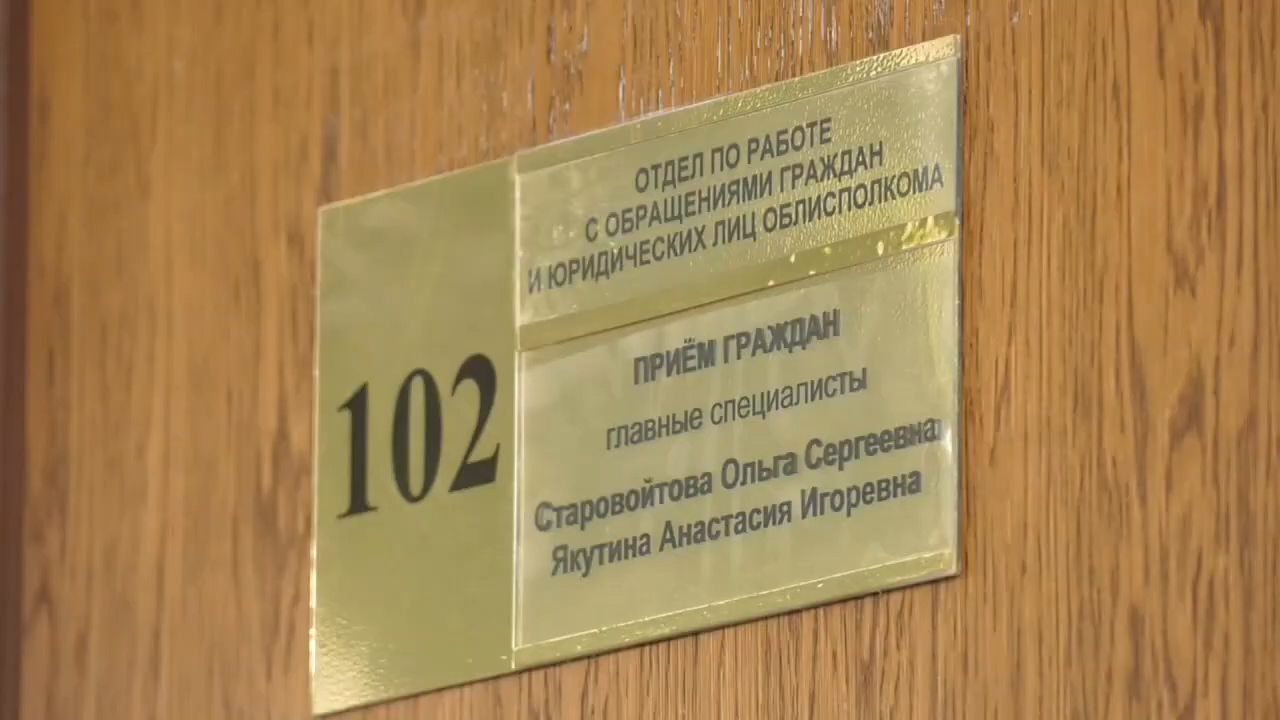 102
ОТДЕЛ ПО РАБОТЕ
С ОБРАЩЕНИЯМИ ГРАЖДАН
И ЮРИДИЧЕСКИХ ЛИЦ ОБЛИСПОЛКОМА
ПРИЁМ ГРАЖДАН
главные специалисты
Старовойтова Ольга Сергеевна
Якутина Анастасия Игоревна